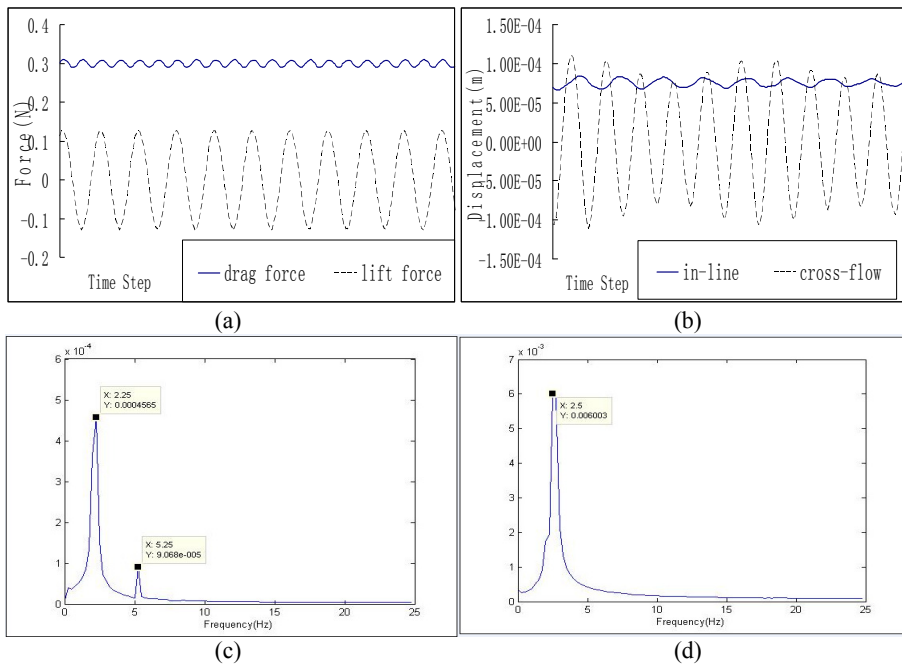 0.4
0.3
0.2
0.1
0
-0.1
-0.2
Force(N)
Time Step
drag force
lift force
(a)
1.50E-04
1.00E-04
5.00E-05
0.00E+00
-5.00E-05
-1.00E-04
-1.50E-04
Displacement(m)
Time Step
in-line
cross-flow
(b)
x 10-4
6
5
4
3
2
1
0
X: 2.25
Y: 0.0004565
X: 5.25
Y: 9.068e-005
0 5 10 15 20 25
Frequency(Hz)
(c)
x 10-3
7
6
5
4
3
2
1
0
X: 2.5
Y: 0.006003
0 5 10 15 20 25
Frequency(Hz)
(d)